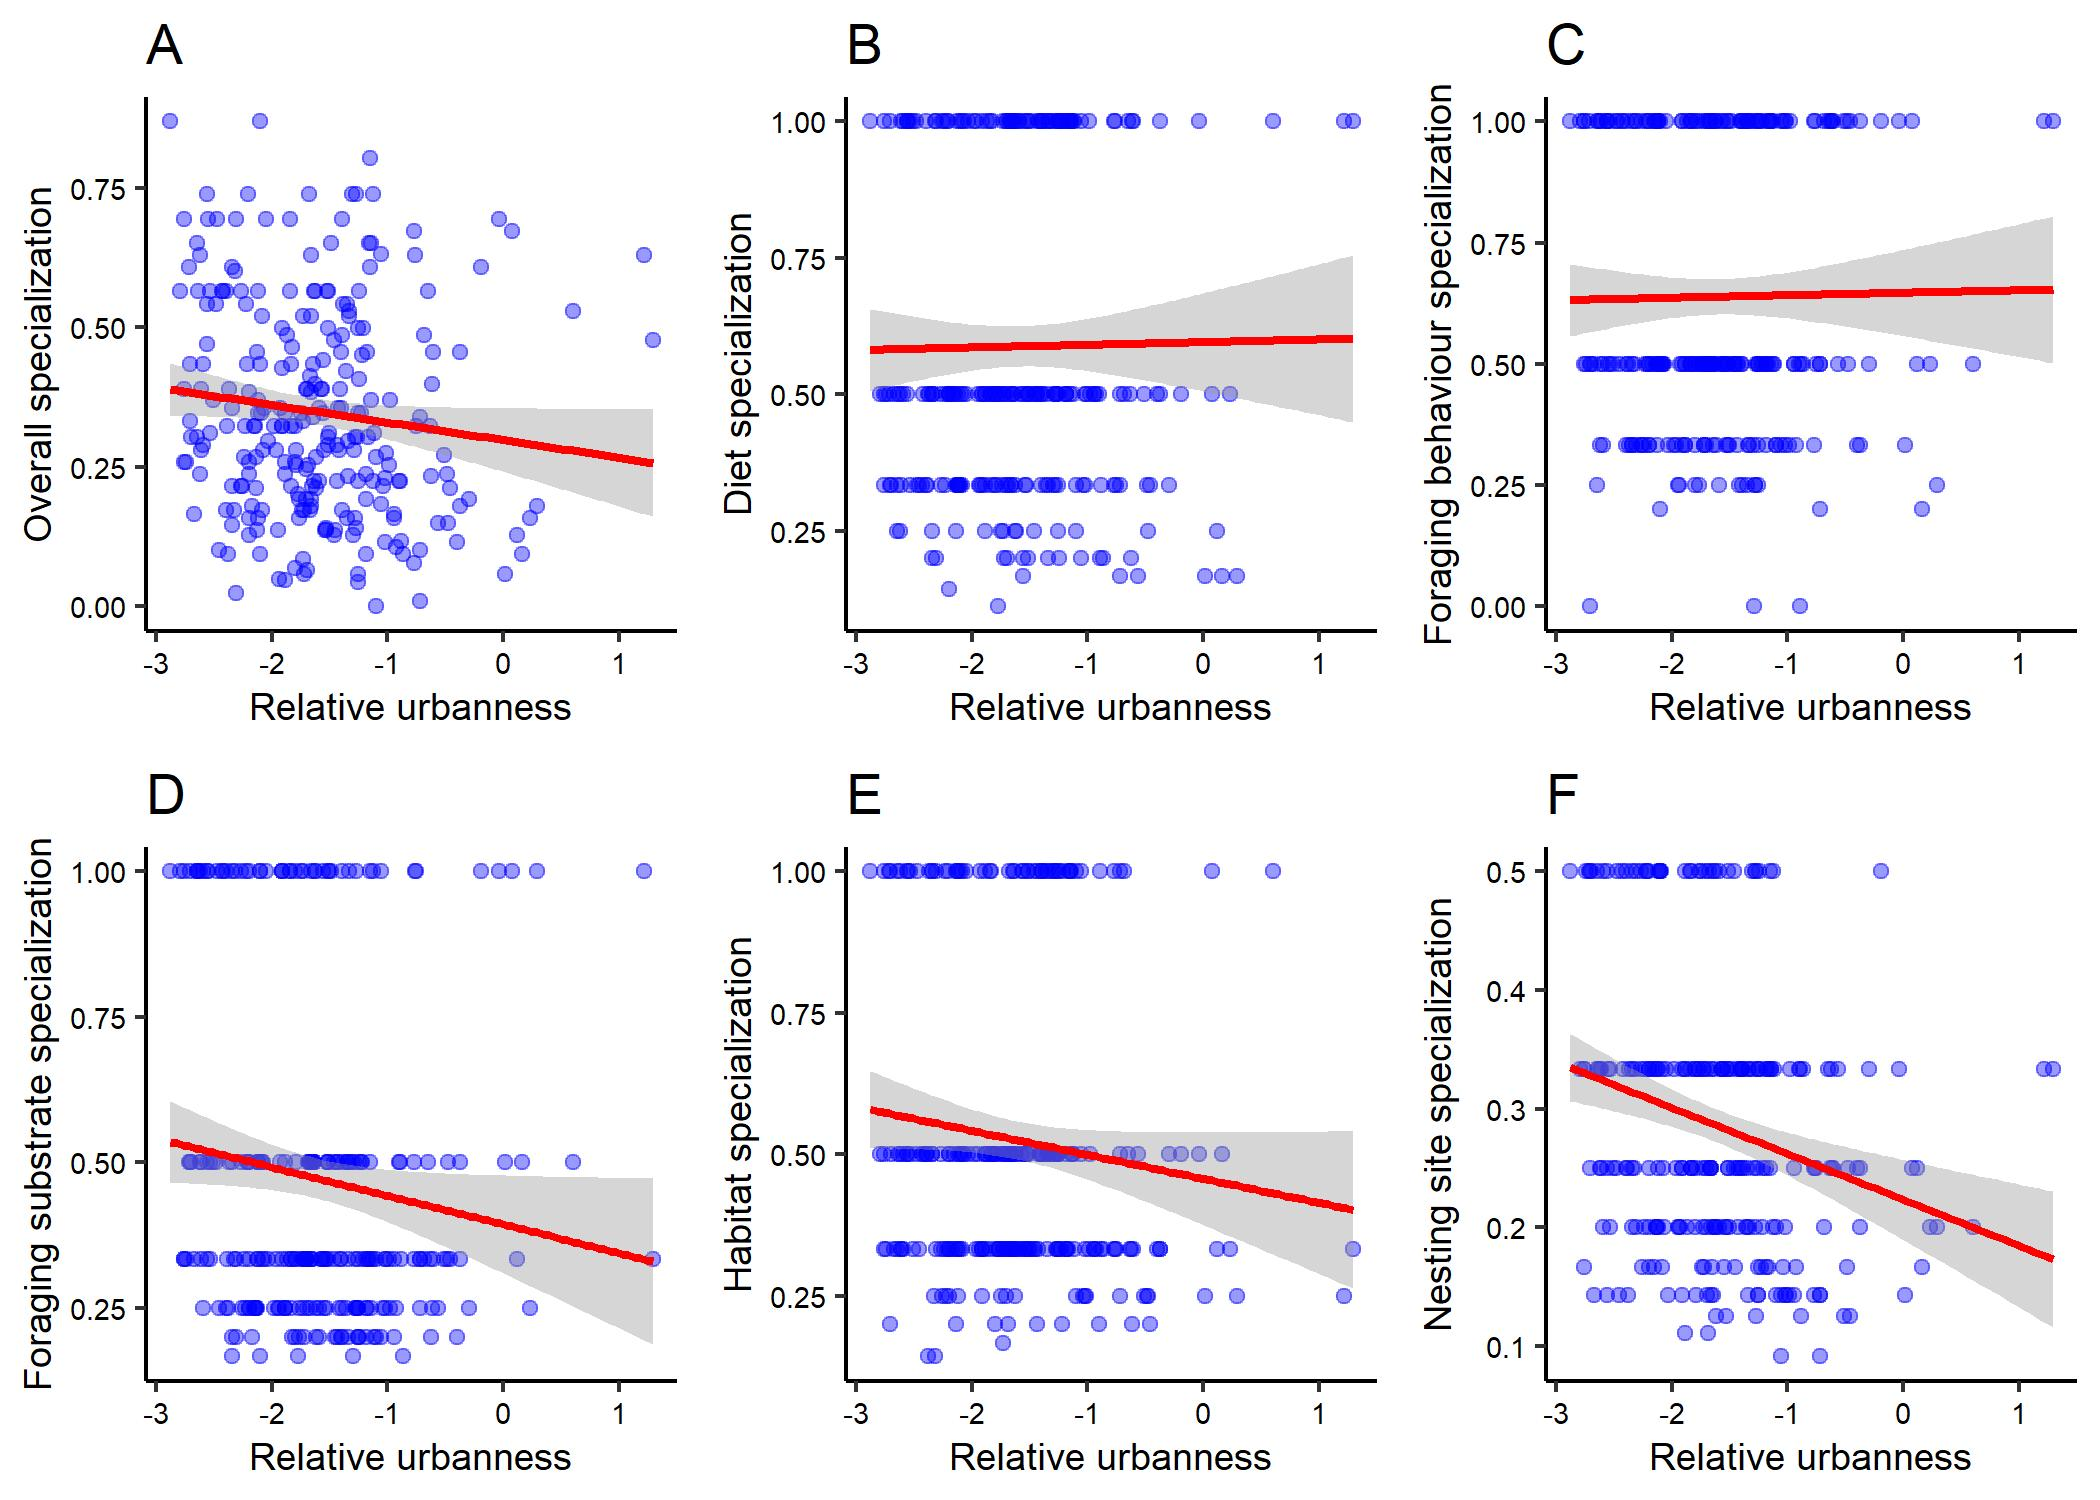 A
Overall specialization
0.75
0.50
0.25
0.00
-3 -2 -1 0 1
Relative urbanness
B
Diet specialization
1.00
0.75
0.50
0.25
-3 -2 -1 0 1
Relative urbanness
C
Foraging behaviour specialization
1.00
0.75
0.50
0.25
0.00
-3 -2 -1 0 1
Relative urbanness
D
Foraging substrate specialization
1.00
0.75
0.50
0.25
-3 -2 -1 0 1
Relative urbanness
E
Habitat specialization
1.00
0.75
0.50
0.25
-3 -2 -1 0 1
Relative urbanness
F
Nesting site specialization
0.5
0.4
0.3
0.2
0.1
-3 -2 -1 0 1
Relative urbanness